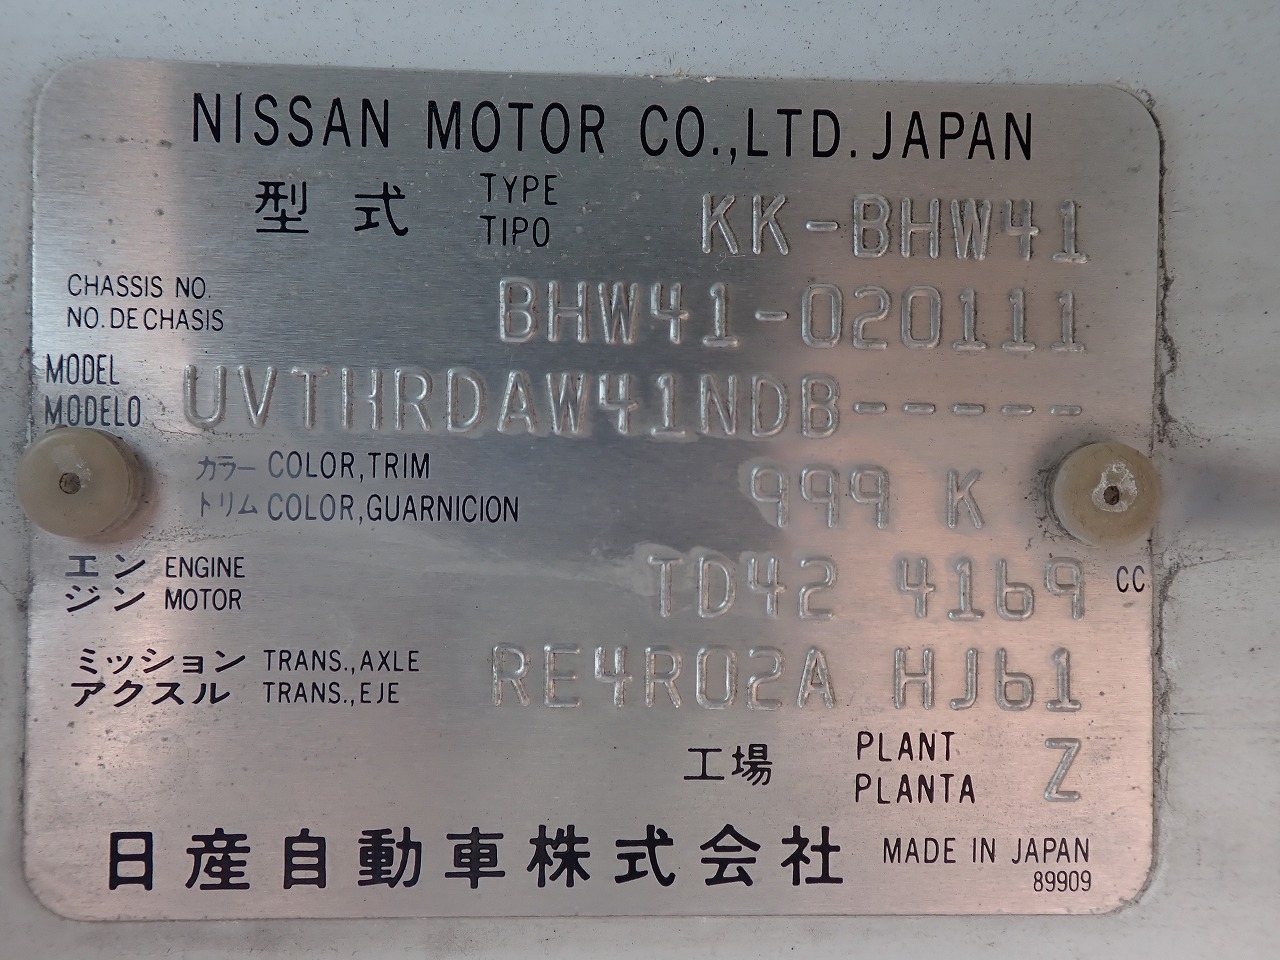 NISSAN MOTOR CO.,LTD. JAPAN
型式 TYPE KK-BHW41
TIPO
CHASSIS NO. BHW41-020111
NO. DE CHASIS
MODEL UVTHRDAW41NDB-----
MODELO
カラー COLOR,TRIM 999 K
トリム COLOR,GUARNICION
エン ENGINE TD42 4169 CC
ジン MOTOR
ミッション TRANS.,AXLE RE4R02A HJ61
アクスル TRANS.,EJE
工場 PLANT Z
PLANTA
日産自動車株式会社 MADE IN JAPAN
89909